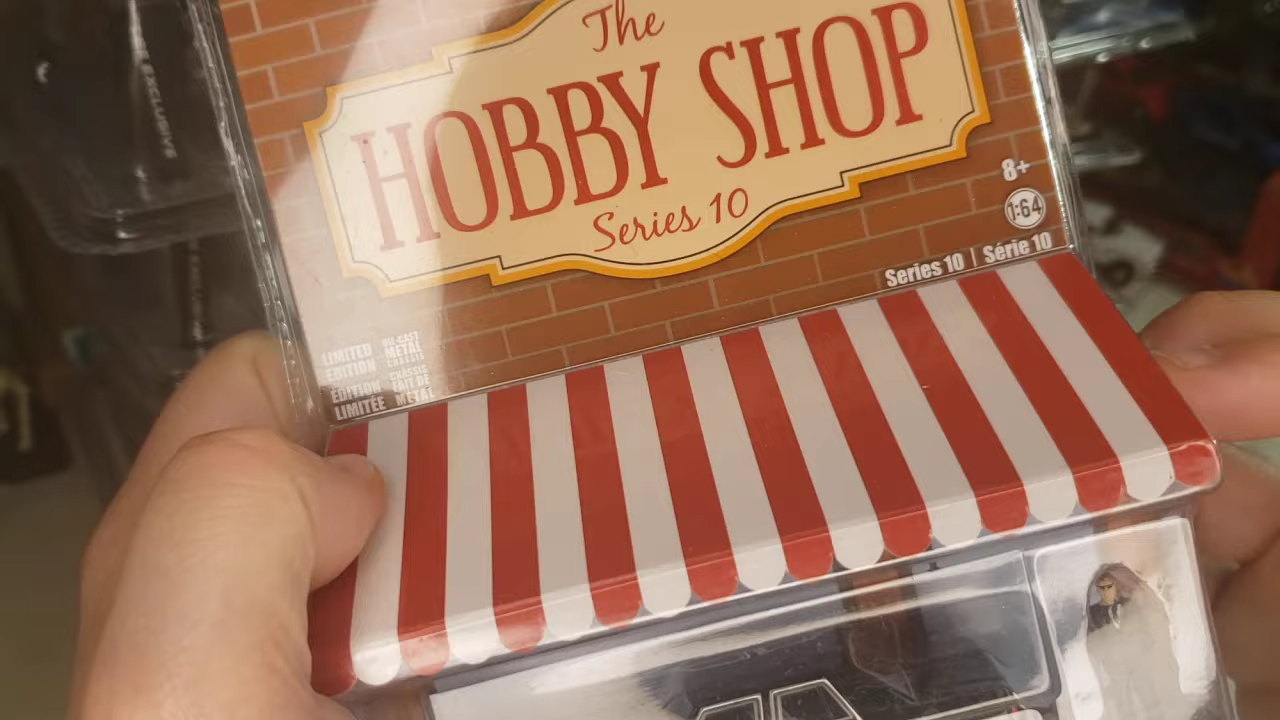 The
HOBBY SHOP
Series 10
8+
1:64
Series 10 | Série 10
LIMITED
EDITION
ÉDITION
LIMITÉE
DIE-CAST
METAL
CHASSIS
CHÂSSIS
FAIT DE
MÉTAL
EXCLUSIVE